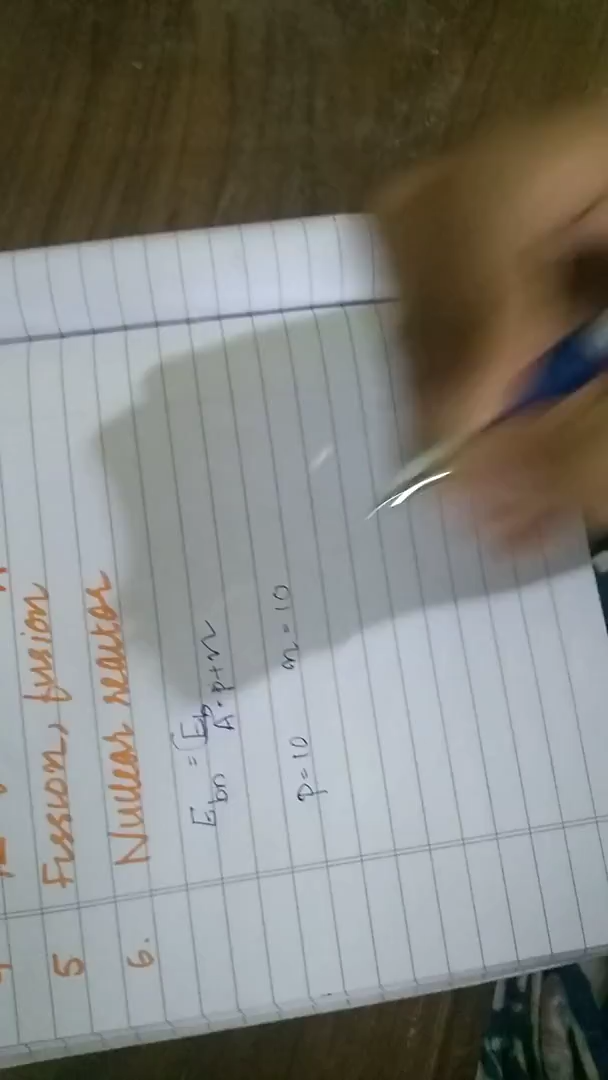 5 Fission, fusion
6. Nuclear reactor
Ebn = Eb
A · p+n
p=10 n=10